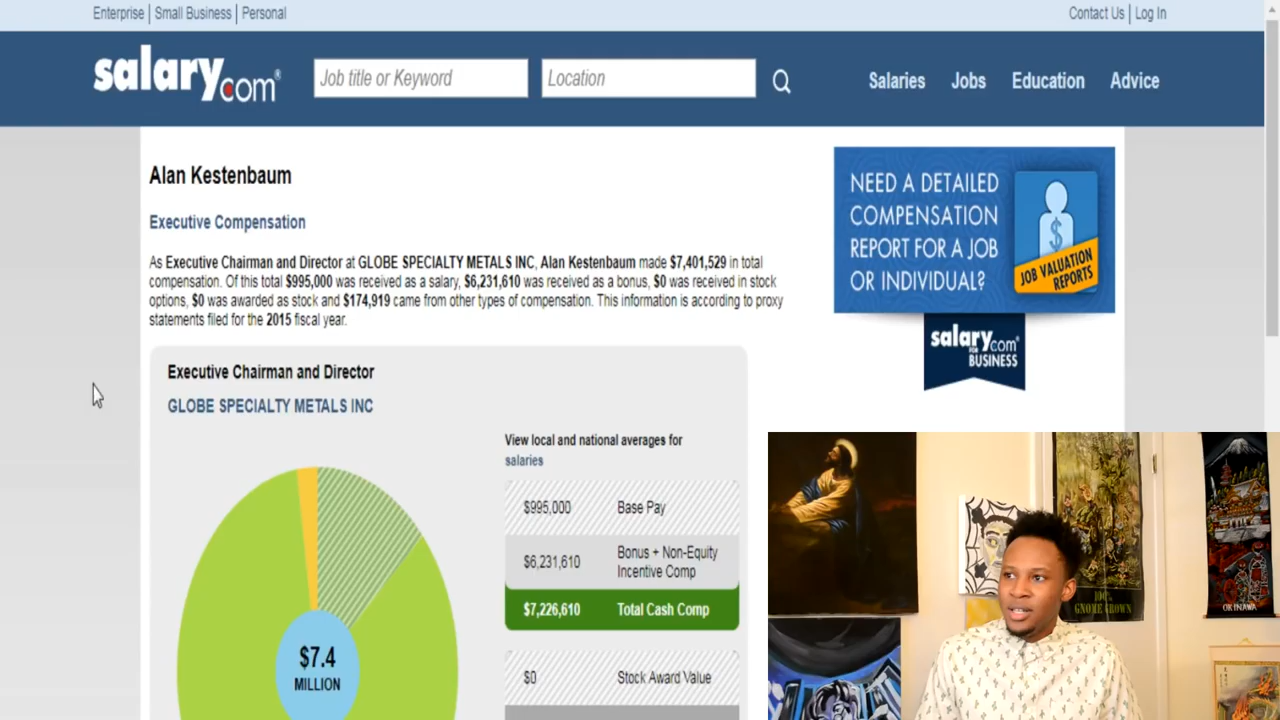 Enterprise | Small Business | Personal
Contact Us | Log In
salary.com®
Job title or Keyword
Location
Salaries
Jobs
Education
Advice
Alan Kestenbaum
Executive Compensation
As Executive Chairman and Director at GLOBE SPECIALTY METALS INC, Alan Kestenbaum made $7,401,529 in total
compensation. Of this total $995,000 was received as a salary, $6,231,610 was received as a bonus, $0 was received in stock
options, $0 was awarded as stock and $174,919 came from other types of compensation. This information is according to proxy
statements filed for the 2015 fiscal year.
NEED A DETAILED
COMPENSATION
REPORT FOR A JOB
OR INDIVIDUAL?
$
JOB VALUATION
REPORTS
salary.com®
FOR
BUSINESS
Executive Chairman and Director
GLOBE SPECIALTY METALS INC
View local and national averages for
salaries
$995,000 Base Pay
$6,231,610 Bonus + Non-Equity
Incentive Comp
$7,226,610 Total Cash Comp
$0 Stock Award Value
$7.4
MILLION
100%
GNOME GROWN
OKINAWA